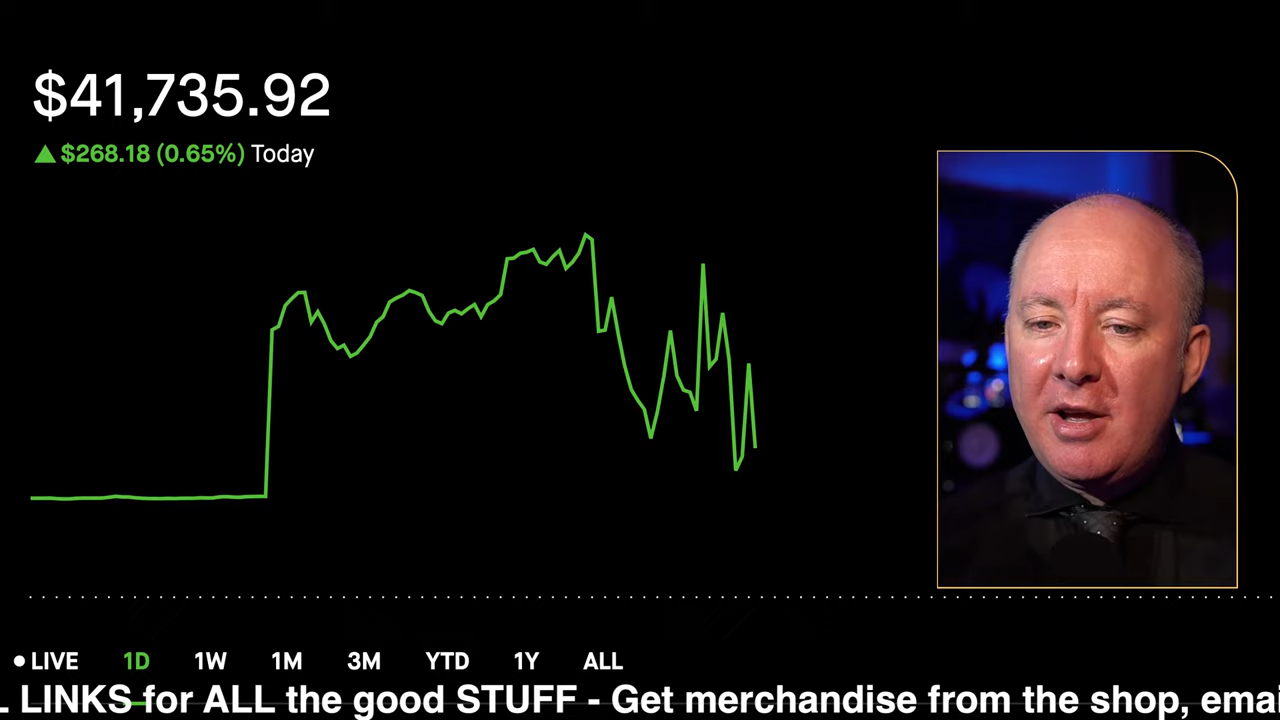 $41,735.92
▲ $268.18 (0.65%) Today
LIVE 1D 1W 1M 3M YTD 1Y ALL
LINKS for ALL the good STUFF - Get merchandise from the shop, emai